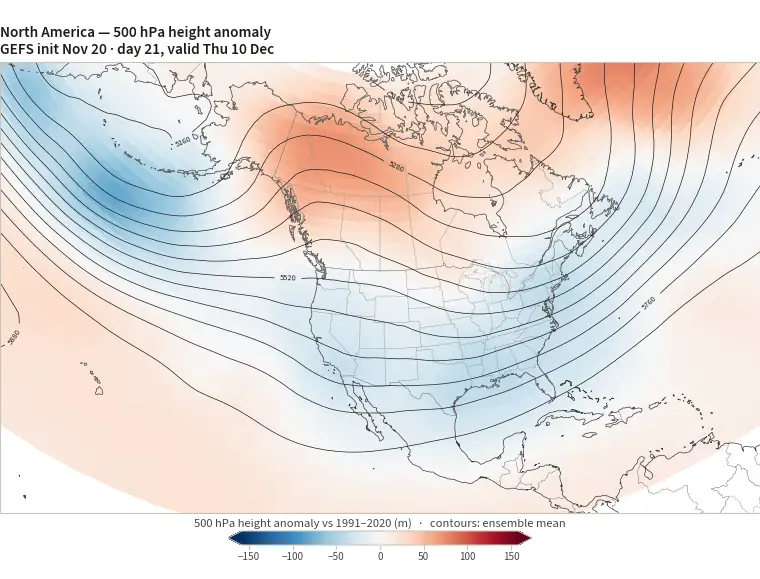 North America — 500 hPa height anomaly
GEFS init Nov 20 · day 21, valid Thu 10 Dec
5160
5280
5520
5760
5880
500 hPa height anomaly vs 1991–2020 (m) · contours: ensemble mean
−150 −100 −50 0 50 100 150